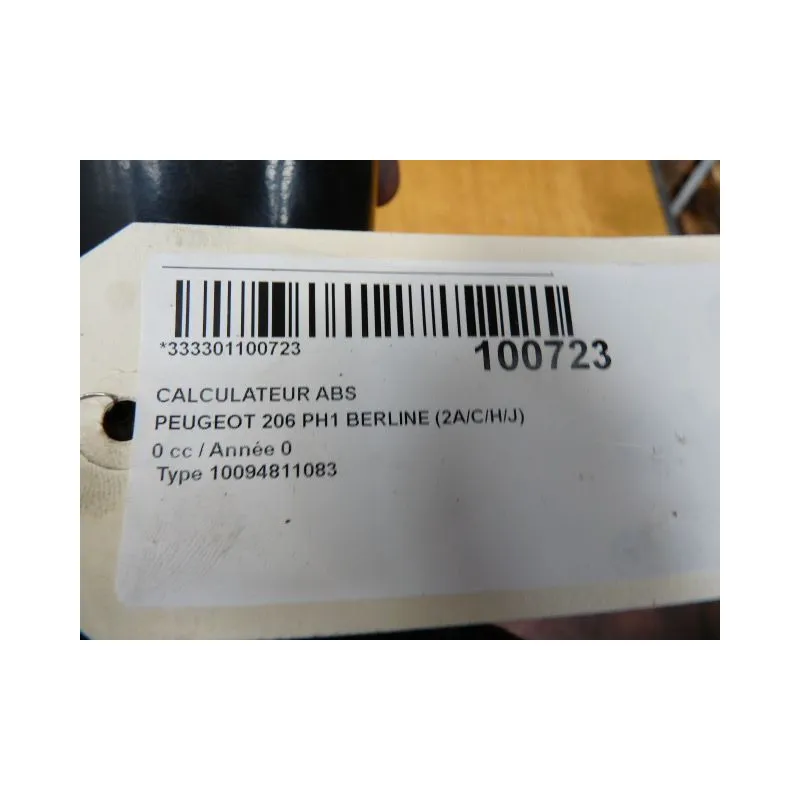 *333301100723
100723
CALCULATEUR ABS
PEUGEOT 206 PH1 BERLINE (2A/C/H/J)
0 cc / Année 0
Type 10094811083